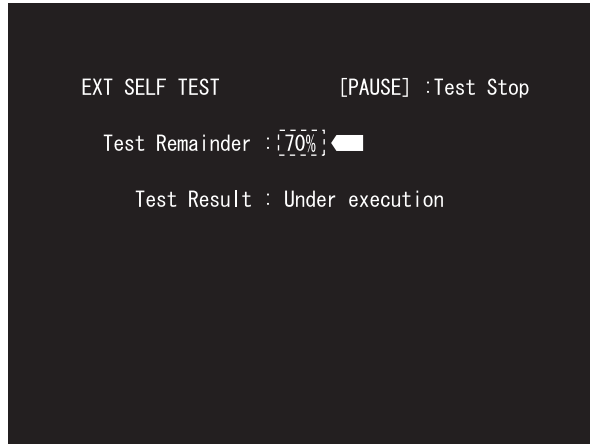 EXT SELF TEST [PAUSE] :Test Stop
Test Remainder : 70%
Test Result : Under execution